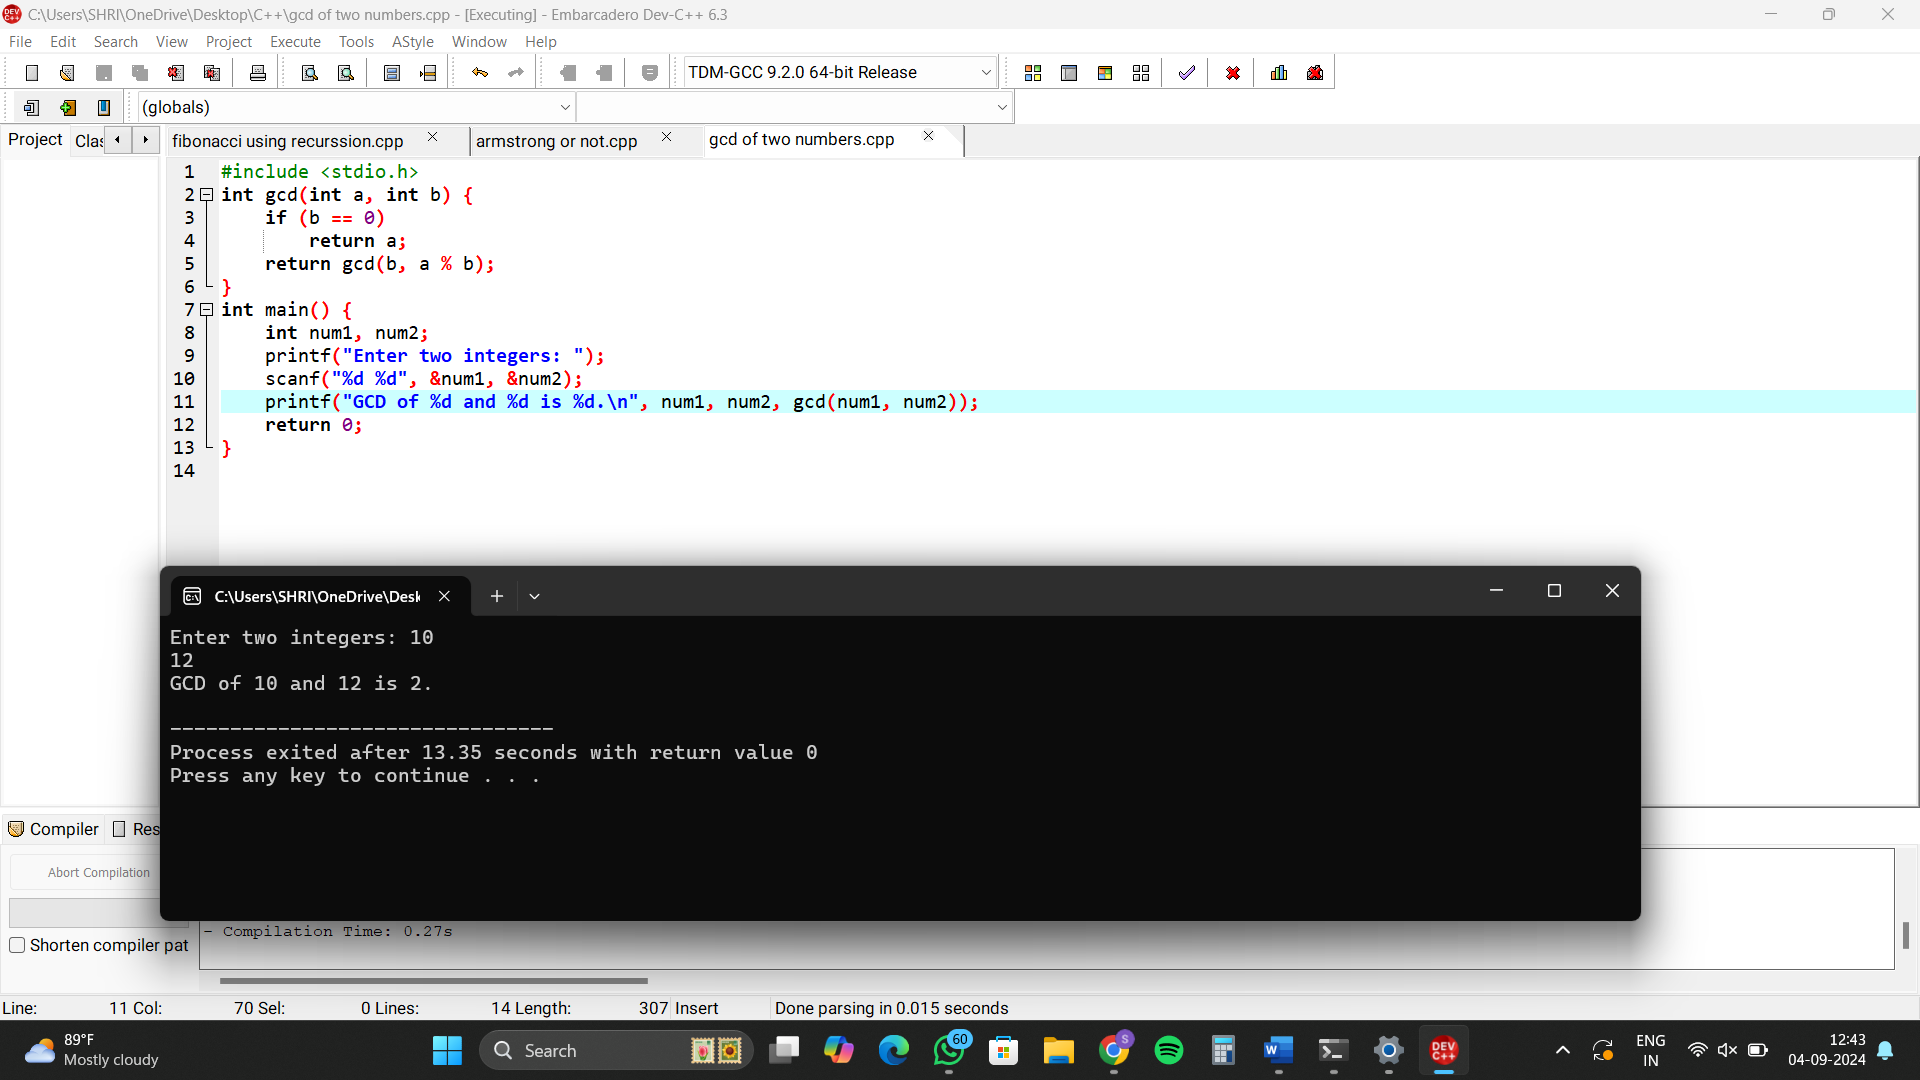 C:\Users\SHRI\OneDrive\Desktop\C++\gcd of two numbers.cpp - [Executing] - Embarcadero Dev-C++ 6.3
File Edit Search View Project Execute Tools AStyle Window Help
TDM-GCC 9.2.0 64-bit Release
(globals)
Project Clas fibonacci using recurssion.cpp armstrong or not.cpp gcd of two numbers.cpp
1 #include <stdio.h>
2 int gcd(int a, int b) {
3 if (b == 0)
4 return a;
5 return gcd(b, a % b);
6 }
7 int main() {
8 int num1, num2;
9 printf("Enter two integers: ");
10 scanf("%d %d", &num1, &num2);
11 printf("GCD of %d and %d is %d.\n", num1, num2, gcd(num1, num2));
12 return 0;
13 }
14
C:\Users\SHRI\OneDrive\Desk
Enter two integers: 10
12
GCD of 10 and 12 is 2.
--------------------------------
Process exited after 13.35 seconds with return value 0
Press any key to continue . . .
Compiler Res
Abort Compilation
- Compilation Time: 0.27s
Shorten compiler pat
Line: 11 Col: 70 Sel: 0 Lines: 14 Length: 307 Insert Done parsing in 0.015 seconds
89°F
Mostly cloudy
Search
60
S
DEV C++
ENG
IN
12:43
04-09-2024